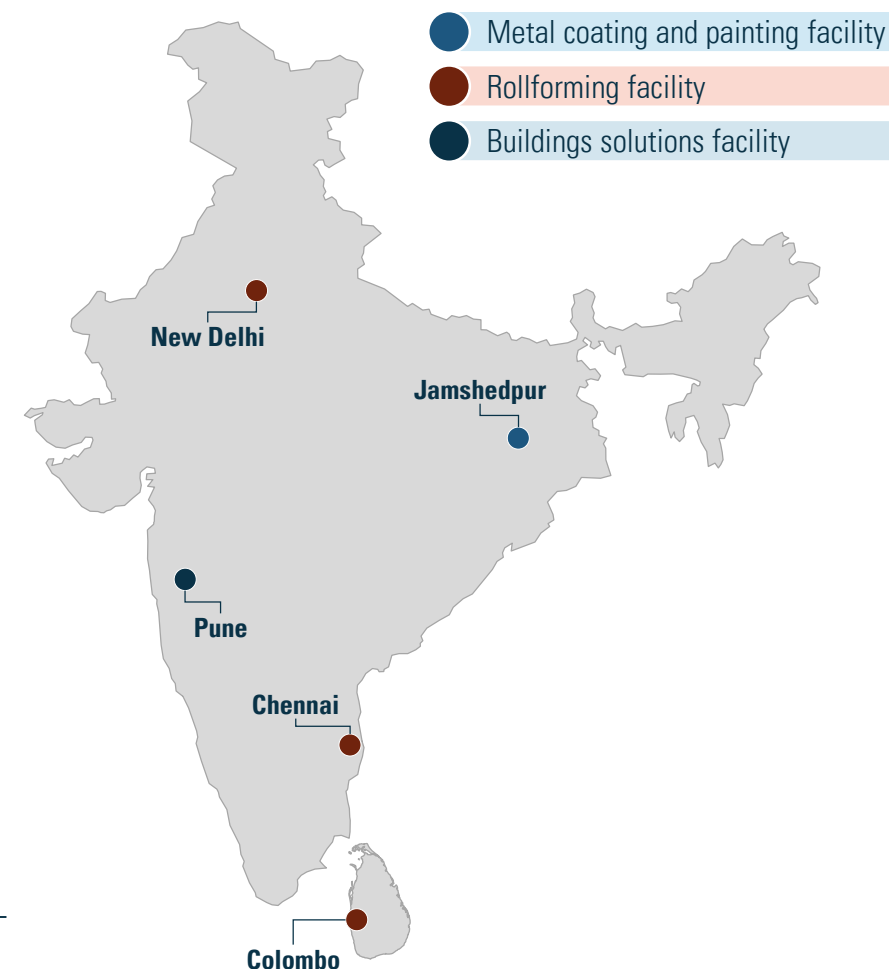 Metal coating and painting facility
Rollforming facility
Buildings solutions facility
New Delhi
Jamshedpur
Pune
Chennai
Colombo